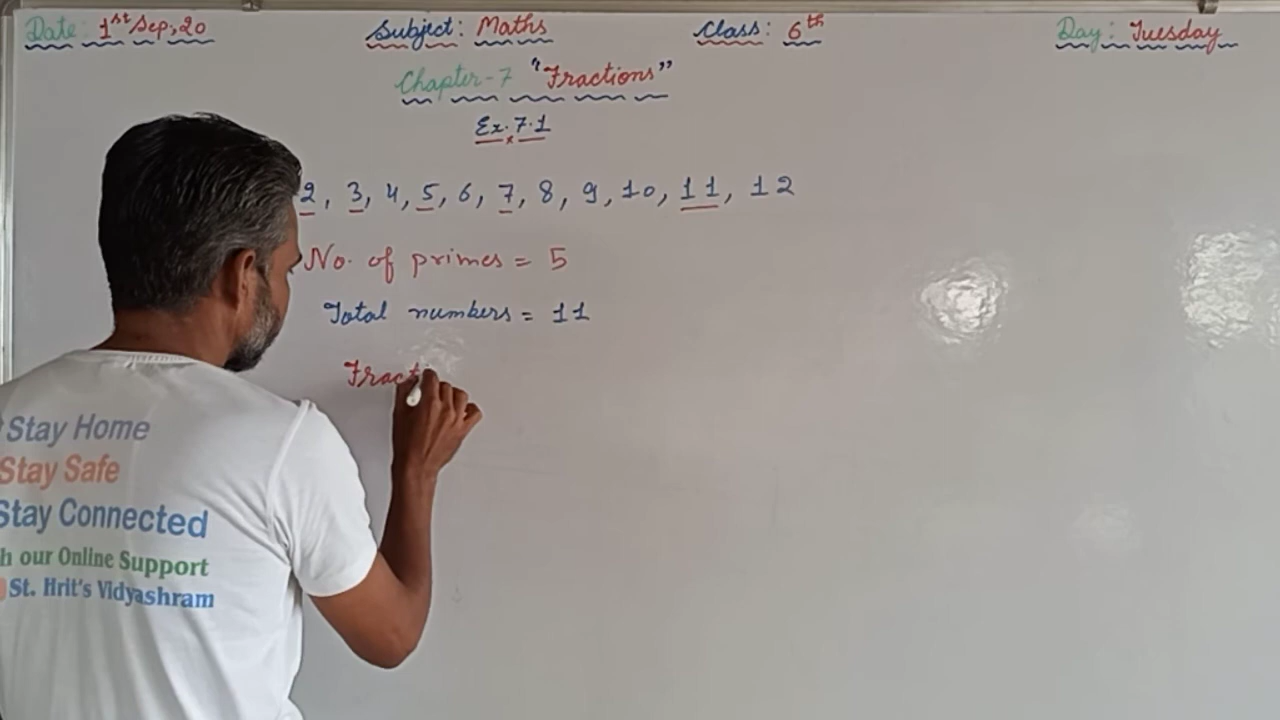 Date: 1st Sep, 20 Subject: Maths Class: 6th Day: Tuesday
Chapter-7 "Fractions"
Ex. 7.1
2, 3, 4, 5, 6, 7, 8, 9, 10, 11, 12
No. of primes = 5
Total numbers = 11
Fract
Stay Home
Stay Safe
Stay Connected
h our Online Support
St. Hrit's Vidyashram